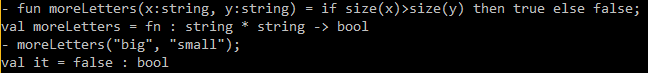 - fun moreLetters(x:string, y:string) = if size(x)>size(y) then true else false;
val moreLetters = fn : string * string -> bool
- moreLetters("big", "small");
val it = false : bool